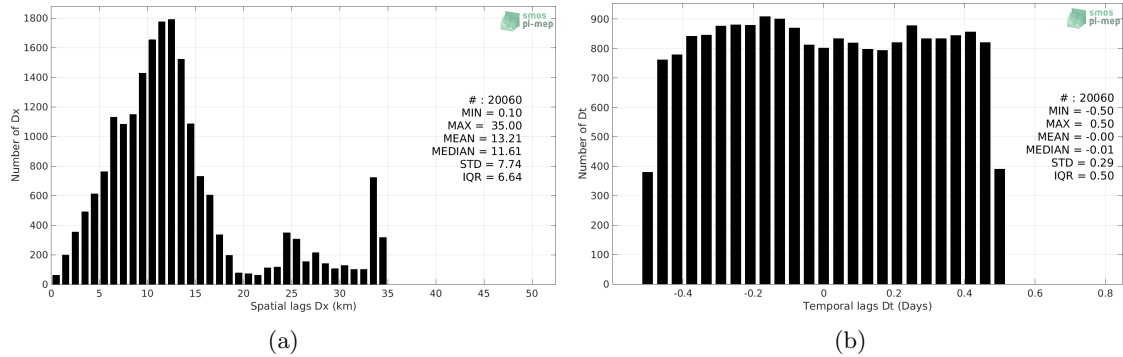 1800
1600
1400
1200
1000
800
600
400
200
0
Number of Dx
0 5 10 15 20 25 30 35 40 45 50
Spatial lags Dx (km)
smos
pi-mep
# : 20060
MIN = 0.10
MAX = 35.00
MEAN = 13.21
MEDIAN = 11.61
STD = 7.74
IQR = 6.64
(a)
900
800
700
600
500
400
300
200
100
0
Number of Dt
-0.4 -0.2 0 0.2 0.4 0.6 0.8
Temporal lags Dt (Days)
smos
pi-mep
# : 20060
MIN = -0.50
MAX = 0.50
MEAN = -0.00
MEDIAN = -0.01
STD = 0.29
IQR = 0.50
(b)